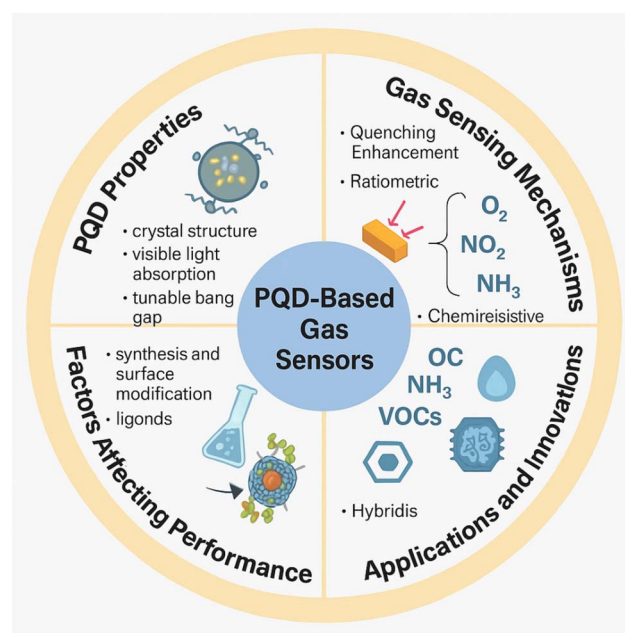 PQD Properties
• crystal structure
• visible light
absorption
• tunable bang
gap
Gas Sensing Mechanisms
• Quenching
Enhancement
• Ratiometric
O₂
NO₂
NH₃
• Chemireisistive
PQD-Based
Gas
Sensors
Factors Affecting Performance
• synthesis and
surface
modification
• ligonds
Applications and Innovations
OC
NH₃
VOCs
• Hybridis